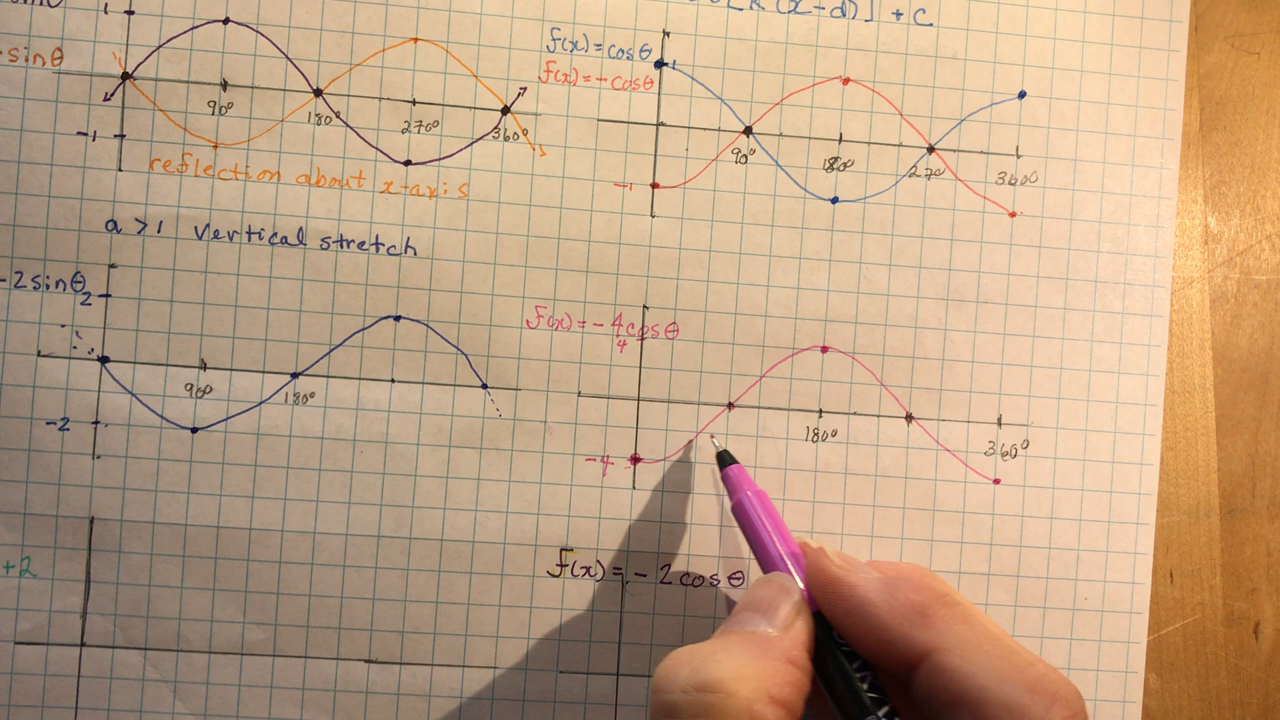 1
sinθ
-1
90°
180°
270°
360°
reflection about x-axis
[k(x-d)] + c
f(x)=cosθ
f(x)=-cosθ
1
-1
90°
180°
270
360°
a >1 vertical stretch
-2sinθ
2
-2
90°
180°
f(x) = -4cosθ
4
-4
180°
360°
+2
f(x) = -2cosθ